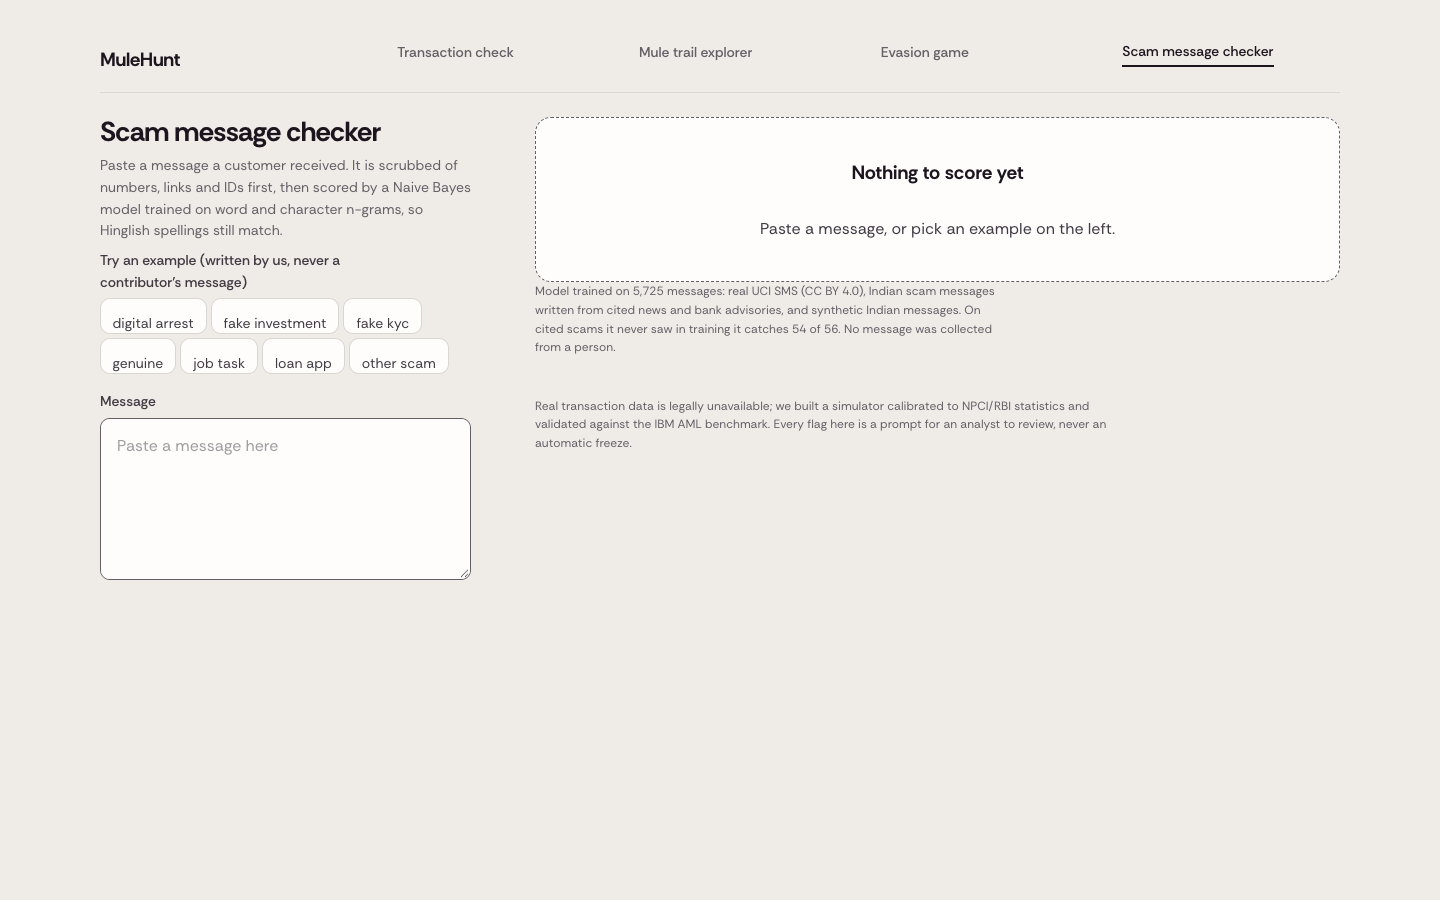 MuleHunt
Transaction check
Mule trail explorer
Evasion game
Scam message checker
Scam message checker
Paste a message a customer received. It is scrubbed of
numbers, links and IDs first, then scored by a Naive Bayes
model trained on word and character n-grams, so
Hinglish spellings still match.
Try an example (written by us, never a
contributor's message)
digital arrest
fake investment
fake kyc
genuine
job task
loan app
other scam
Message
Paste a message here
Nothing to score yet
Paste a message, or pick an example on the left.
Model trained on 5,725 messages: real UCI SMS (CC BY 4.0), Indian scam messages
written from cited news and bank advisories, and synthetic Indian messages. On
cited scams it never saw in training it catches 54 of 56. No message was collected
from a person.
Real transaction data is legally unavailable; we built a simulator calibrated to NPCI/RBI statistics and
validated against the IBM AML benchmark. Every flag here is a prompt for an analyst to review, never an
automatic freeze.